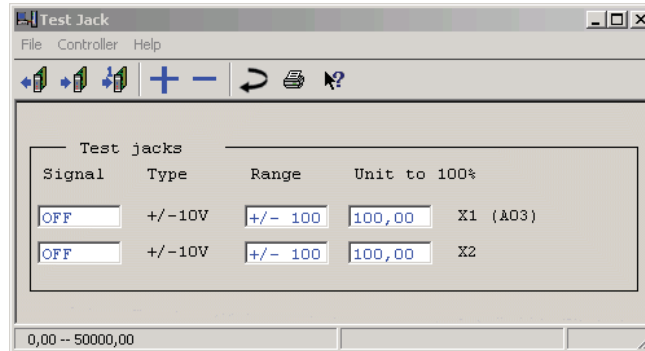 Test Jack
File Controller Help
1 ?
Test jacks
Signal Type Range Unit to 100%
OFF +/-10V +/- 100 100,00 X1 (AO3)
OFF +/-10V +/- 100 100,00 X2
0,00 -- 50000,00